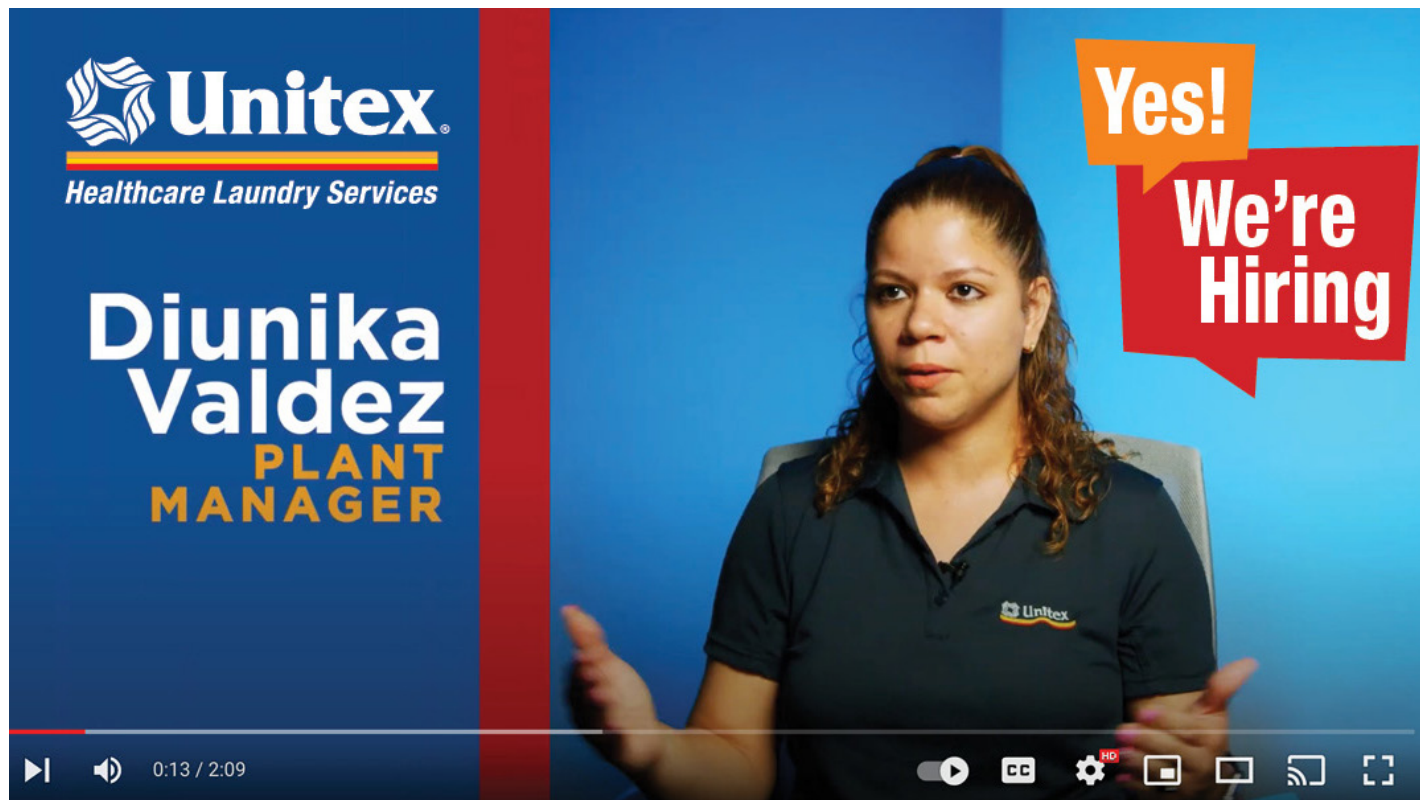 Unitex®
Healthcare Laundry Services
Diunika
Valdez
PLANT
MANAGER
Yes!
We're
Hiring
Unitex
0:13 / 2:09
CC
HD